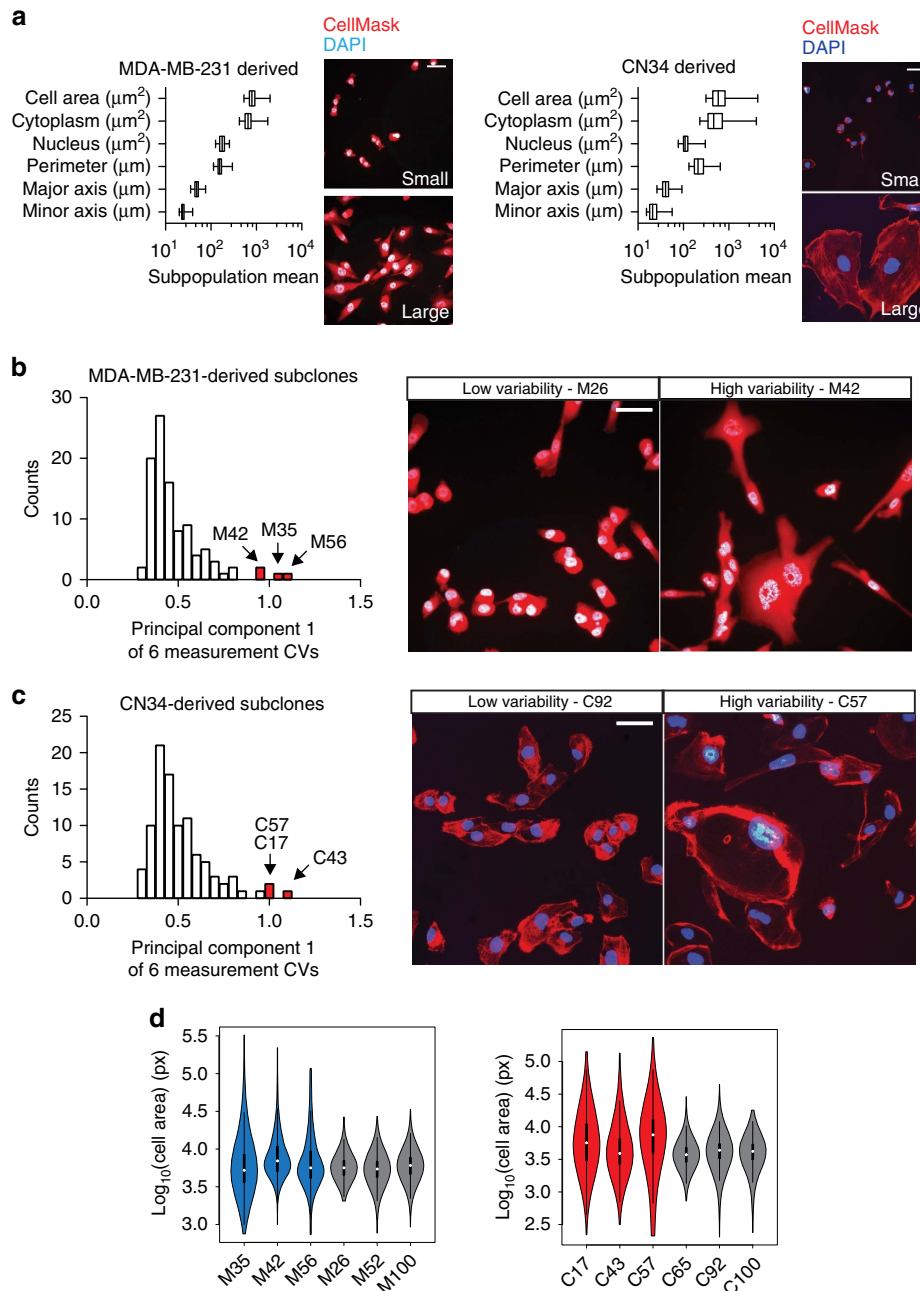 a
CellMask
DAPI
MDA-MB-231 derived
Cell area (μm²)
Cytoplasm (μm²)
Nucleus (μm²)
Perimeter (μm)
Major axis (μm)
Minor axis (μm)
10¹ 10² 10³ 10⁴
Subpopulation mean
Small
Large
CellMask
DAPI
CN34 derived
Cell area (μm²)
Cytoplasm (μm²)
Nucleus (μm²)
Perimeter (μm)
Major axis (μm)
Minor axis (μm)
10¹ 10² 10³ 10⁴
Subpopulation mean
Smal
Large
b
MDA-MB-231-derived subclones
30
20
10
0
Counts
M42
M35
M56
0.0 0.5 1.0 1.5
Principal component 1
of 6 measurement CVs
Low variability - M26
High variability - M42
c
CN34-derived subclones
25
20
15
10
5
0
Counts
C57
C17
C43
0.0 0.5 1.0 1.5
Principal component 1
of 6 measurement CVs
Low variability - C92
High variability - C57
d
Log₁₀(cell area) (px)
5.5
5.0
4.5
4.0
3.5
3.0
M35 M42 M56 M26 M52 M100
Log₁₀(cell area) (px)
5.0
4.5
4.0
3.5
3.0
2.5
C17 C43 C57 C65 C92 C100